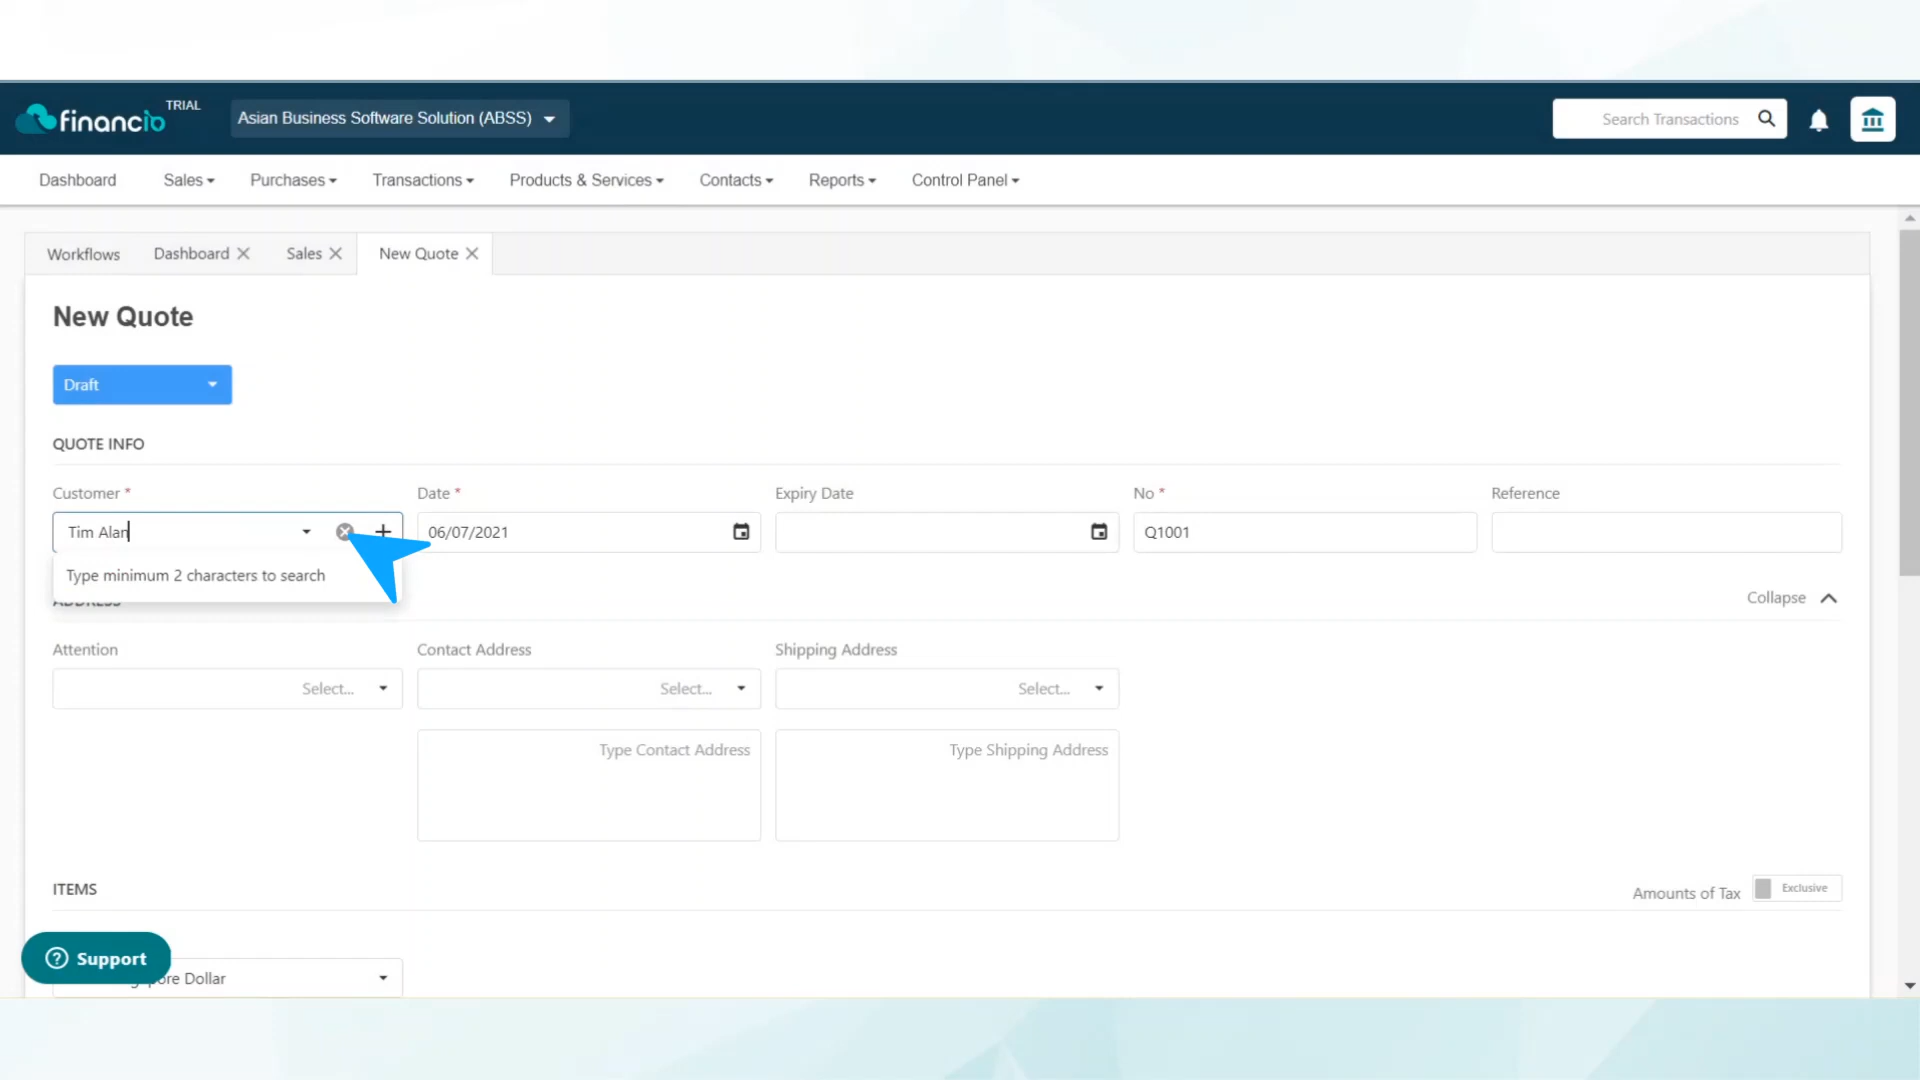 financio TRIAL
Asian Business Software Solution (ABSS)
Search Transactions
Dashboard Sales Purchases Transactions Products & Services Contacts Reports Control Panel
Workflows Dashboard Sales New Quote
New Quote
Draft
QUOTE INFO
Customer * Date * Expiry Date No * Reference
Tim Alan 06/07/2021 Q1001
Type minimum 2 characters to search
ADDRESS
Collapse
Attention Contact Address Shipping Address
Select... Select... Select...
Type Contact Address Type Shipping Address
ITEMS
Amounts of Tax Exclusive
Support
pore Dollar